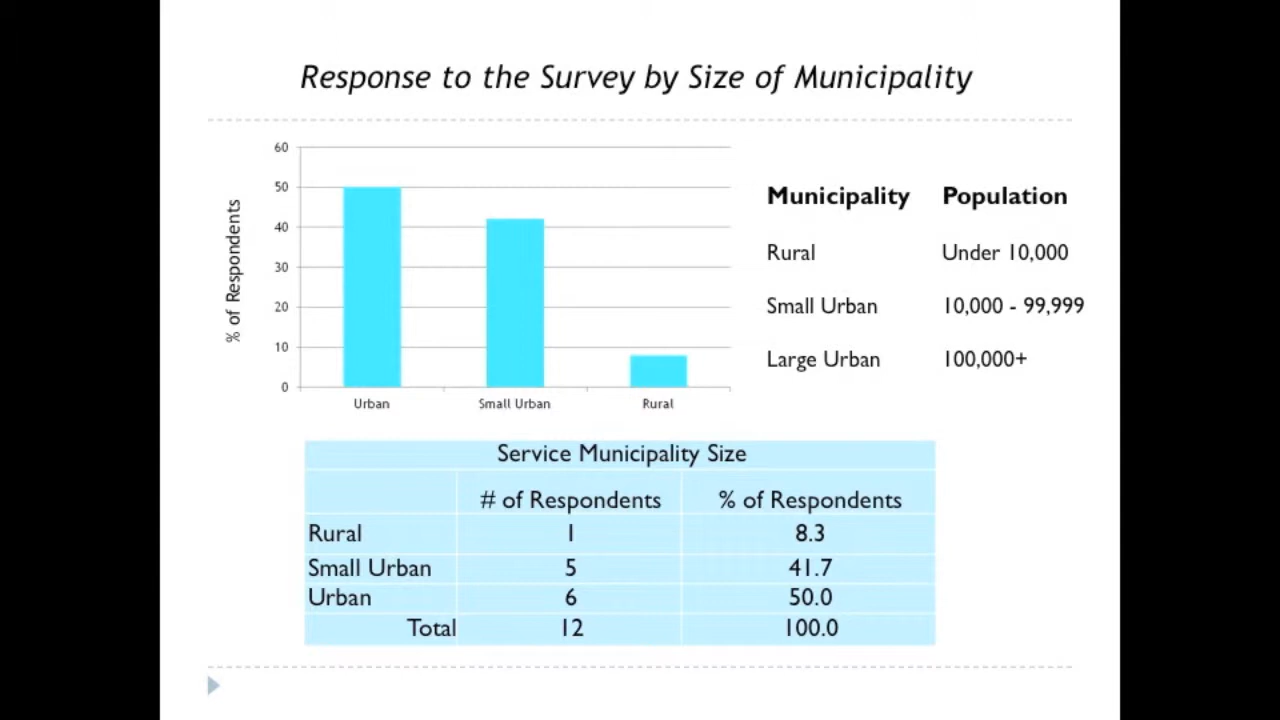 Response to the Survey by Size of Municipality
60
50
40
30
20
10
0
% of Respondents
Urban Small Urban Rural
Municipality Population
Rural Under 10,000
Small Urban 10,000 - 99,999
Large Urban 100,000+
Service Municipality Size
# of Respondents % of Respondents
Rural 1 8.3
Small Urban 5 41.7
Urban 6 50.0
Total 12 100.0